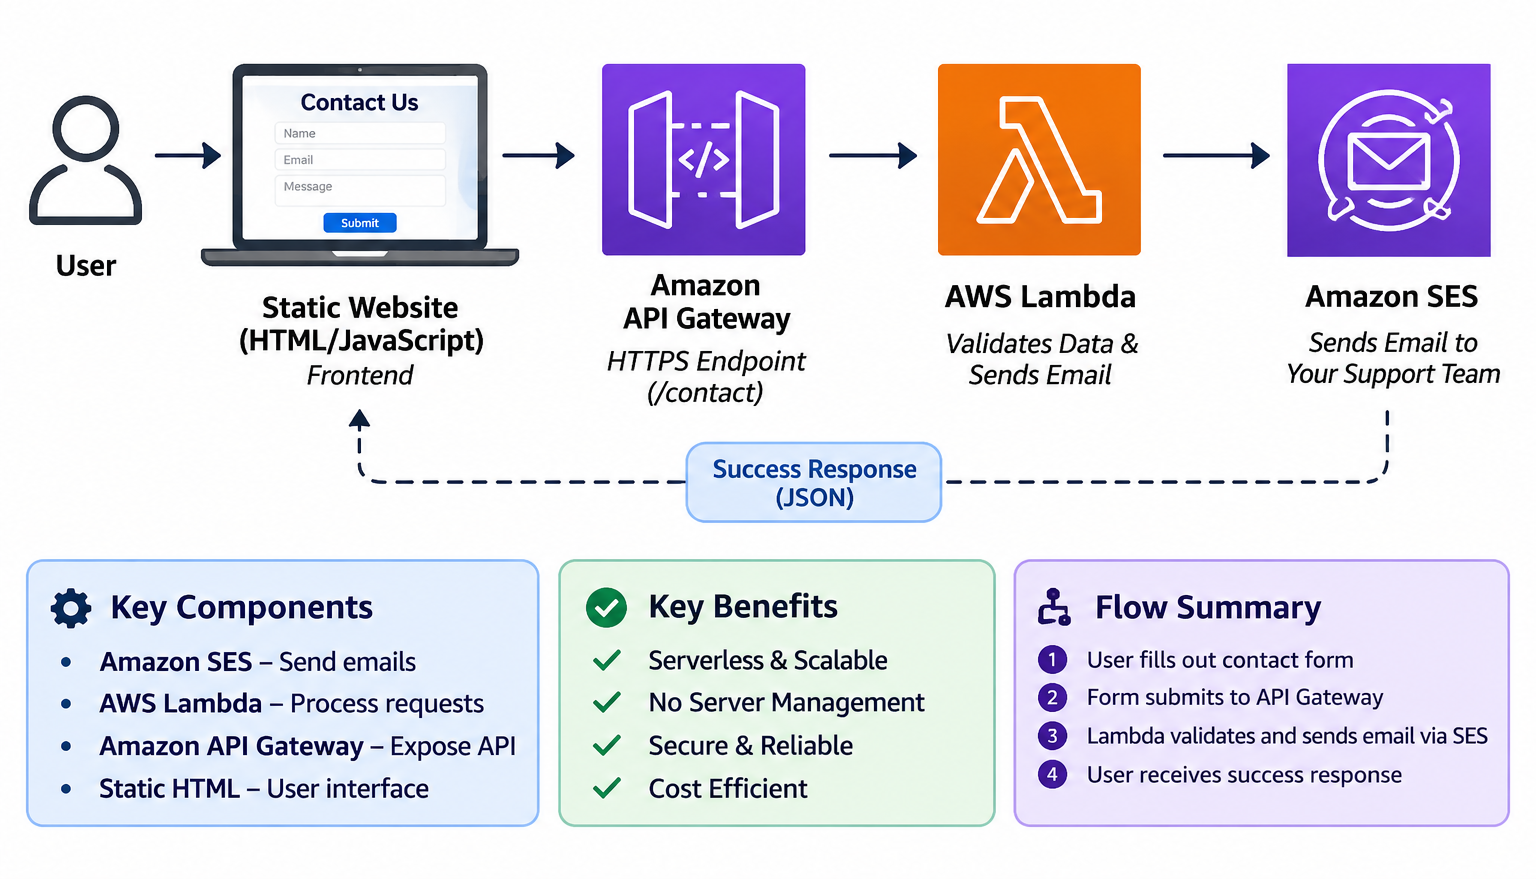 User
Contact Us
Name
Email
Message
Submit
Static Website
(HTML/JavaScript)
Frontend
Amazon
API Gateway
HTTPS Endpoint
(/contact)
AWS Lambda
Validates Data &
Sends Email
Amazon SES
Sends Email to
Your Support Team
Success Response
(JSON)
Key Components
• Amazon SES – Send emails
• AWS Lambda – Process requests
• Amazon API Gateway – Expose API
• Static HTML – User interface
Key Benefits
Serverless & Scalable
No Server Management
Secure & Reliable
Cost Efficient
Flow Summary
1 User fills out contact form
2 Form submits to API Gateway
3 Lambda validates and sends email via SES
4 User receives success response